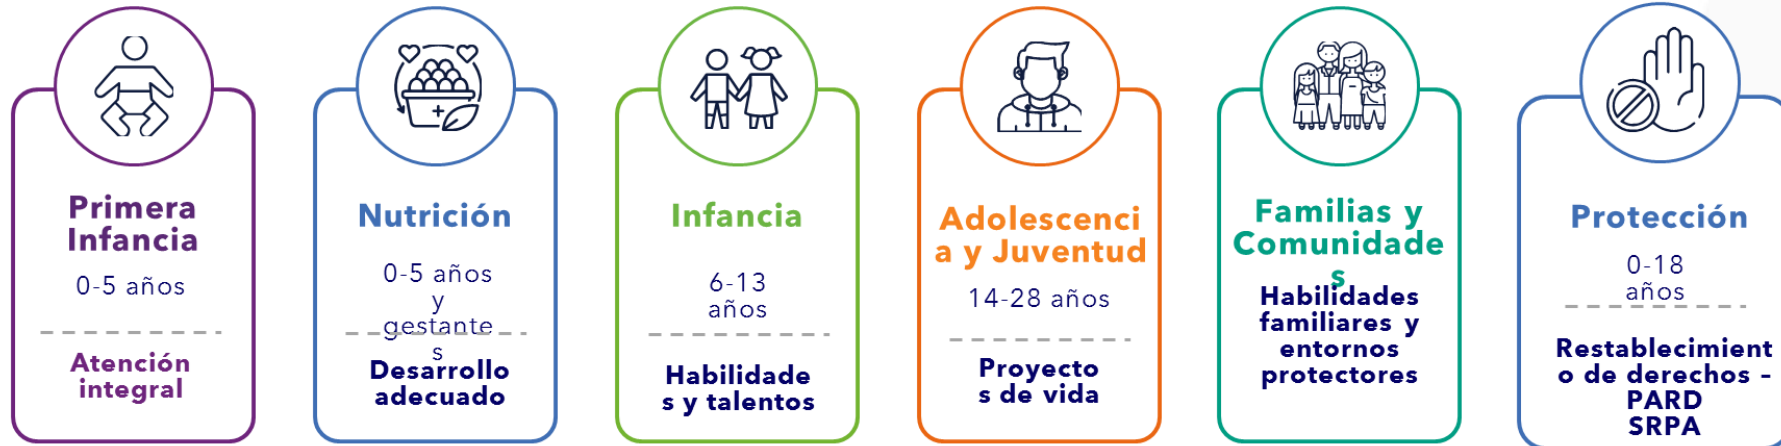 Primera
Infancia
0-5 años
Atención
integral
Nutrición
0-5 años
y
gestante
s
Desarrollo
adecuado
Infancia
6-13
años
Habilidade
s y talentos
Adolescenci
a y Juventud
14-28 años
Proyecto
s de vida
Familias y
Comunidade
s
Habilidades
familiares y
entornos
protectores
Protección
0-18
años
Restablecimient
o de derechos –
PARD
SRPA